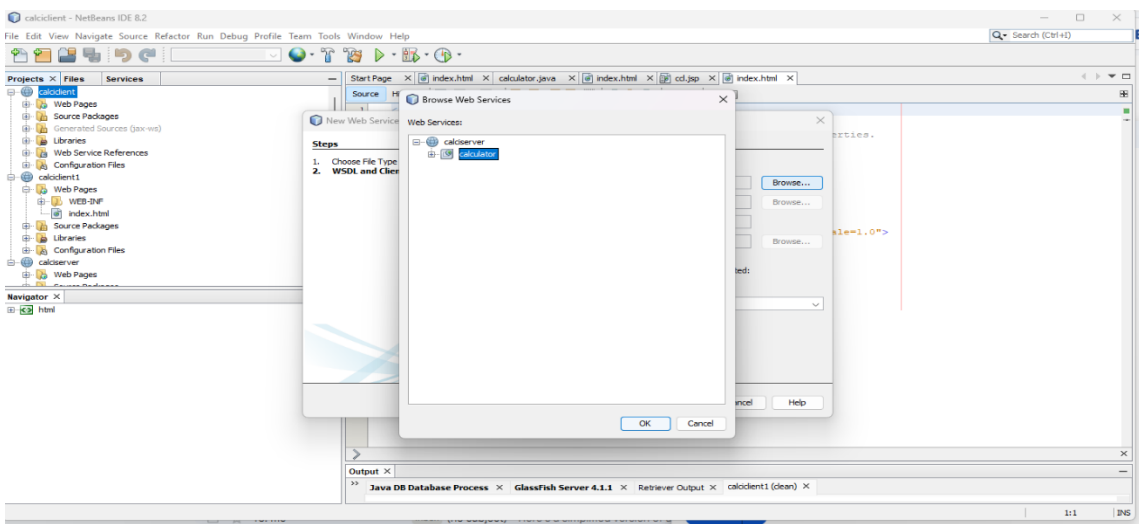 calciclient - NetBeans IDE 8.2
File Edit View Navigate Source Refactor Run Debug Profile Team Tools Window Help
Search (Ctrl+I)
Projects × Files Services
Start Page × index.html × calculator.java × index.html × ccl.jsp × index.html ×
calciclient
Web Pages
Source Packages
Generated Sources (jax-ws)
Libraries
Web Service References
Configuration Files
calciclient1
Web Pages
WEB-INF
index.html
Source Packages
Libraries
Configuration Files
calciserver
Web Pages
Navigator ×
html
Source
New Web Service
Steps
1. Choose File Type
2. WSDL and Clien
Browse...
Browse...
Browse...
ted:
ncel Help
Browse Web Services
Web Services:
calciserver
calculator
OK Cancel
erties.
ale=1.0">
Output ×
Java DB Database Process × GlassFish Server 4.1.1 × Retriever Output × calciclient1 (clean) ×
1:1 INS